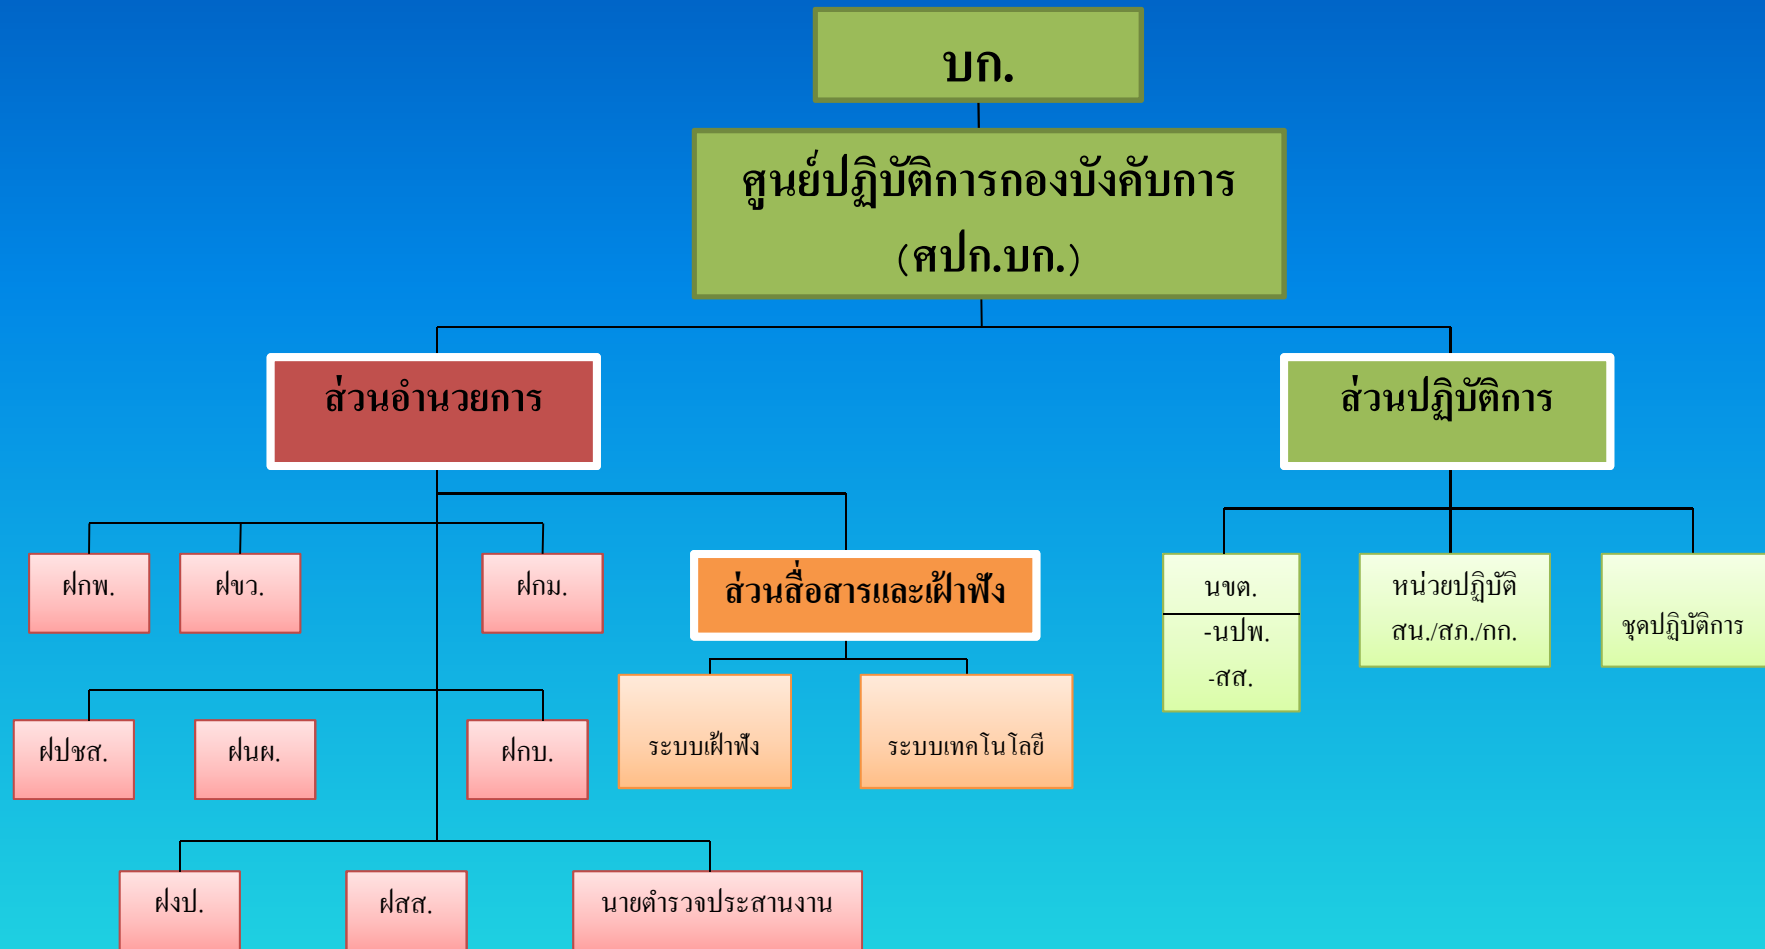 บก.
ศูนย์ปฏิบัติการกองบังคับการ
(ศปก.บก.)
ส่วนอำนวยการ
ส่วนปฏิบัติการ
ฝกพ.
ฝขว.
ฝกม.
ส่วนสื่อสารและเฝ้าฟัง
นขต.
-นปพ.
-สส.
หน่วยปฏิบัติ
สน./สภ./กก.
ชุดปฏิบัติการ
ฝปชส.
ฝนผ.
ฝกบ.
ระบบเฝ้าฟัง
ระบบเทคโนโลยี
ฝงป.
ฝสส.
นายตำรวจประสานงาน